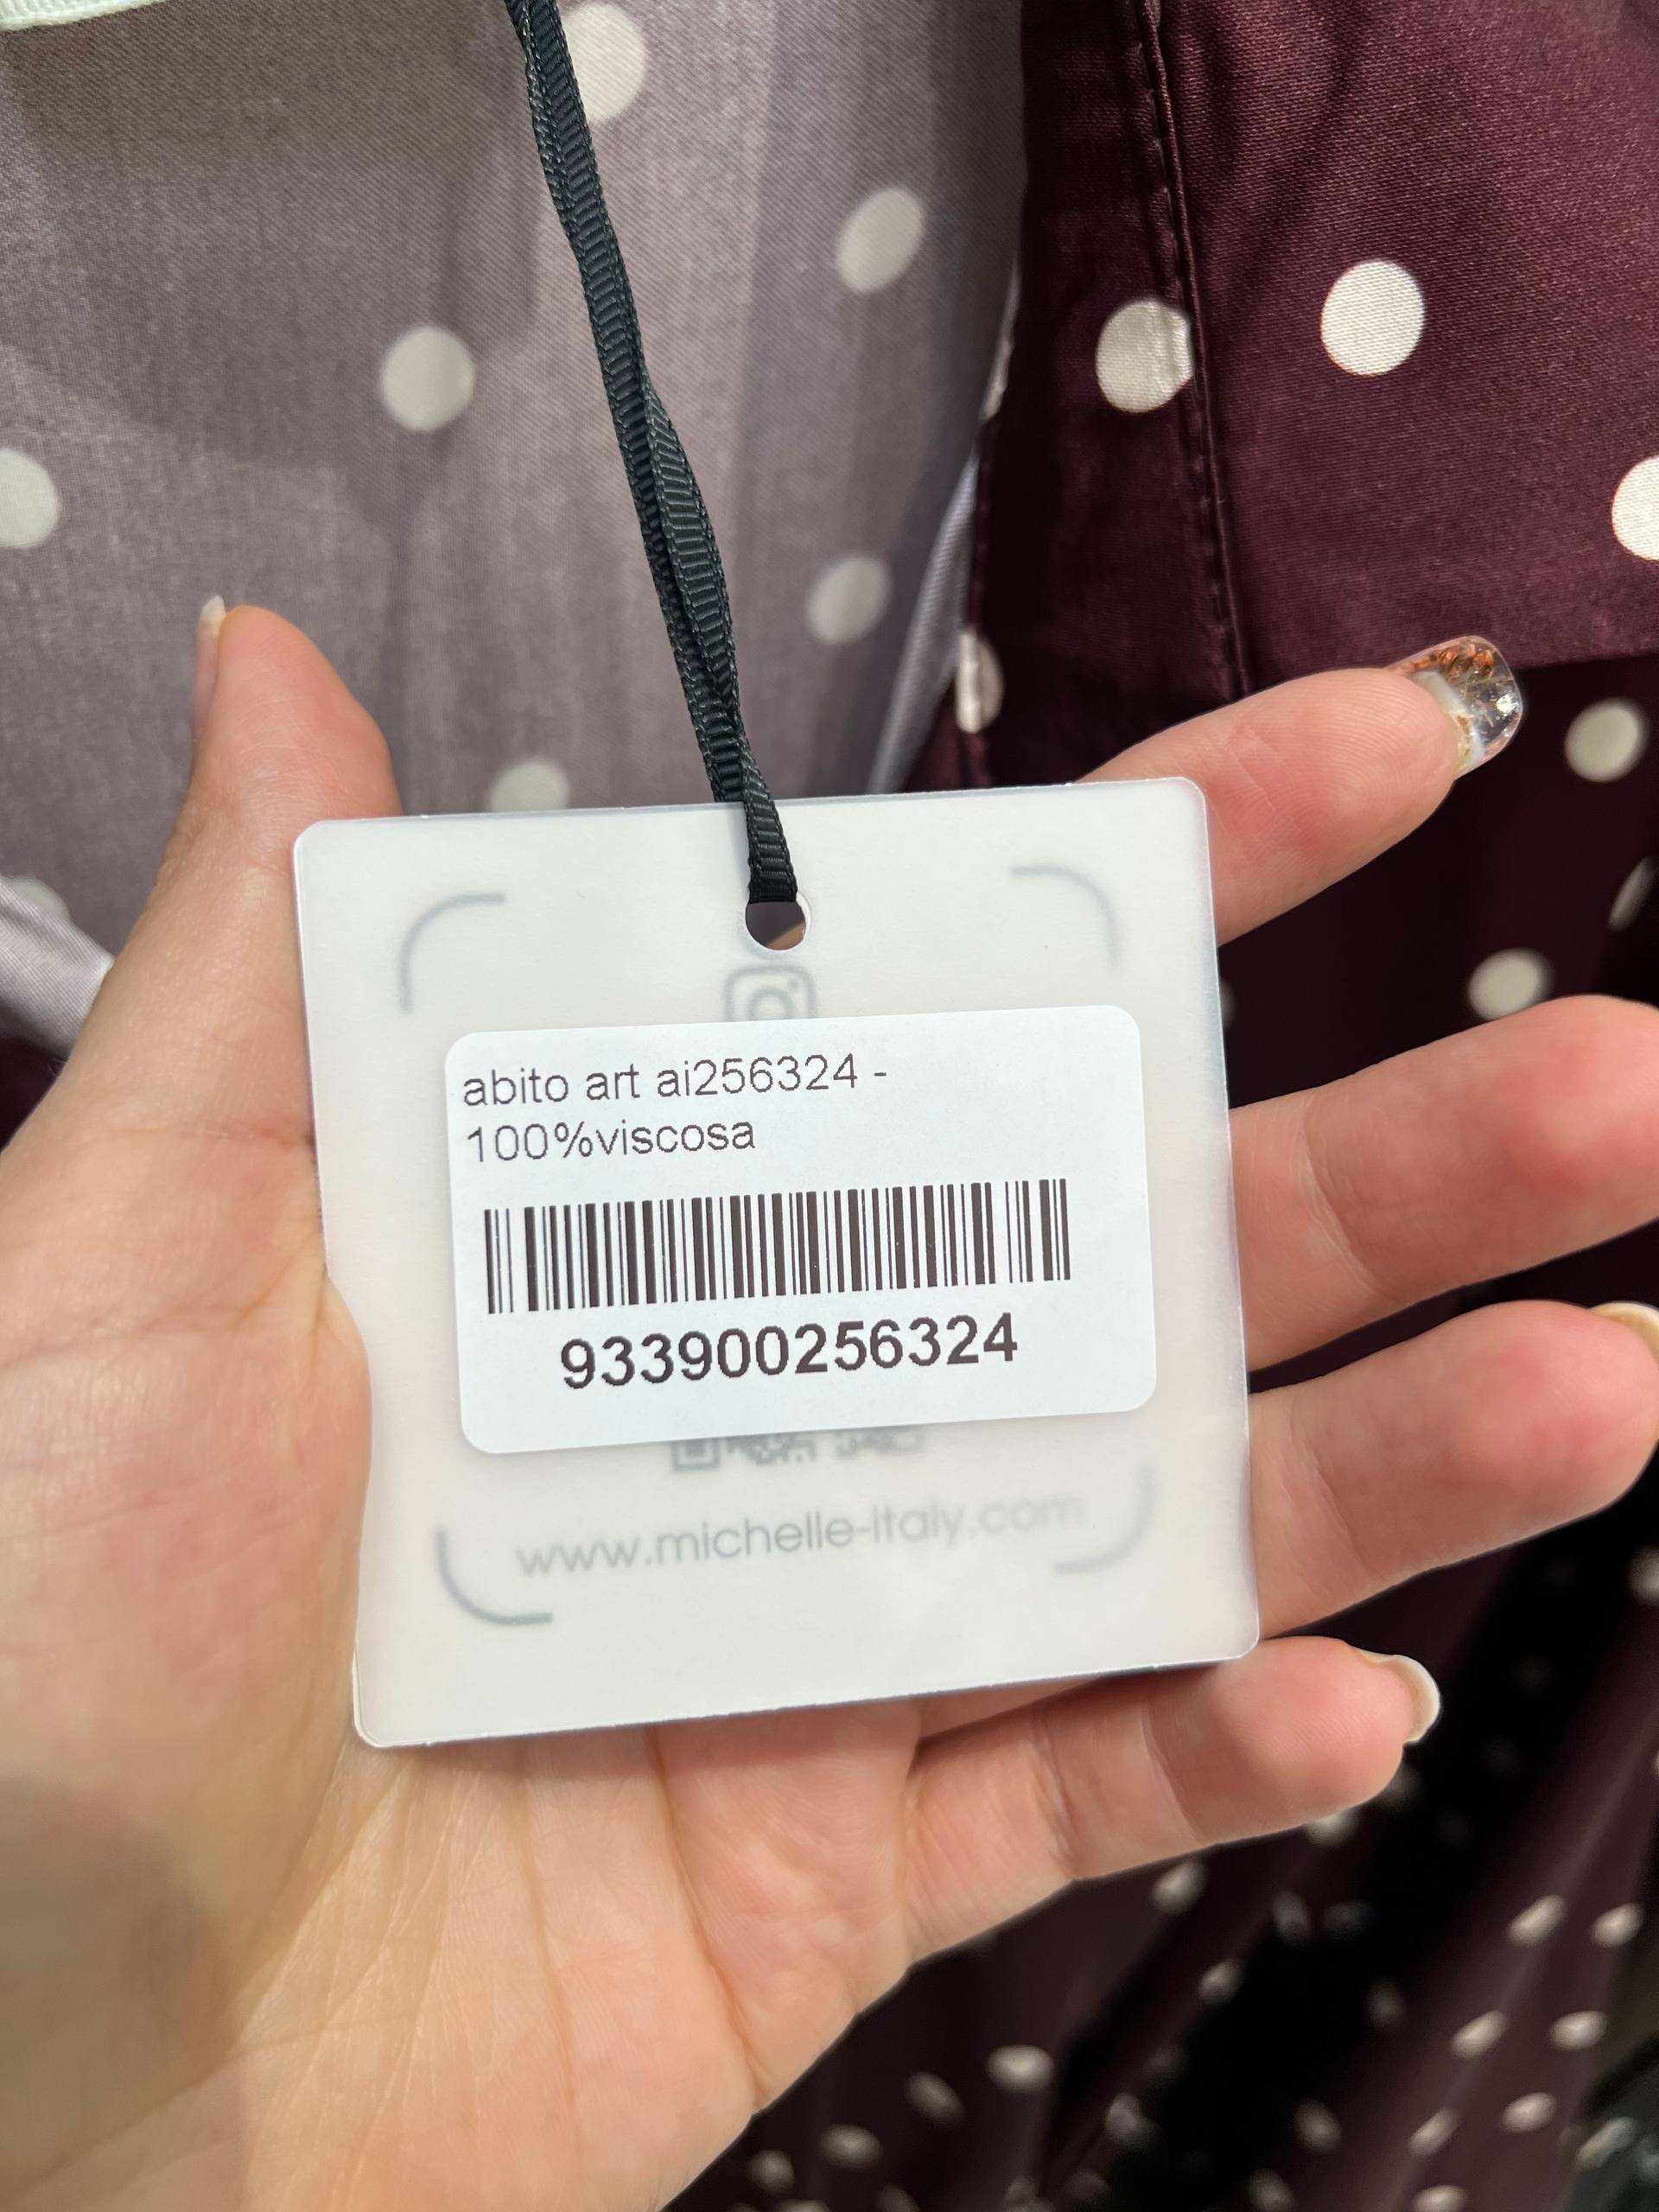 abito art ai256324 -
100%viscosa
933900256324
www.michelle-Italy.com